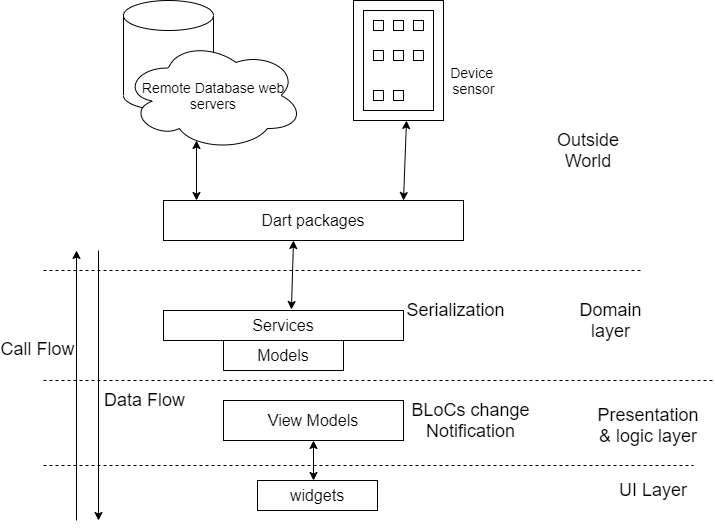 Remote Database web
servers
Device
sensor
Outside
World
Dart packages
Serialization
Domain
layer
Services
Models
Call Flow
Data Flow
BLoCs change
Notification
View Models
Presentation
& logic layer
UI Layer
widgets